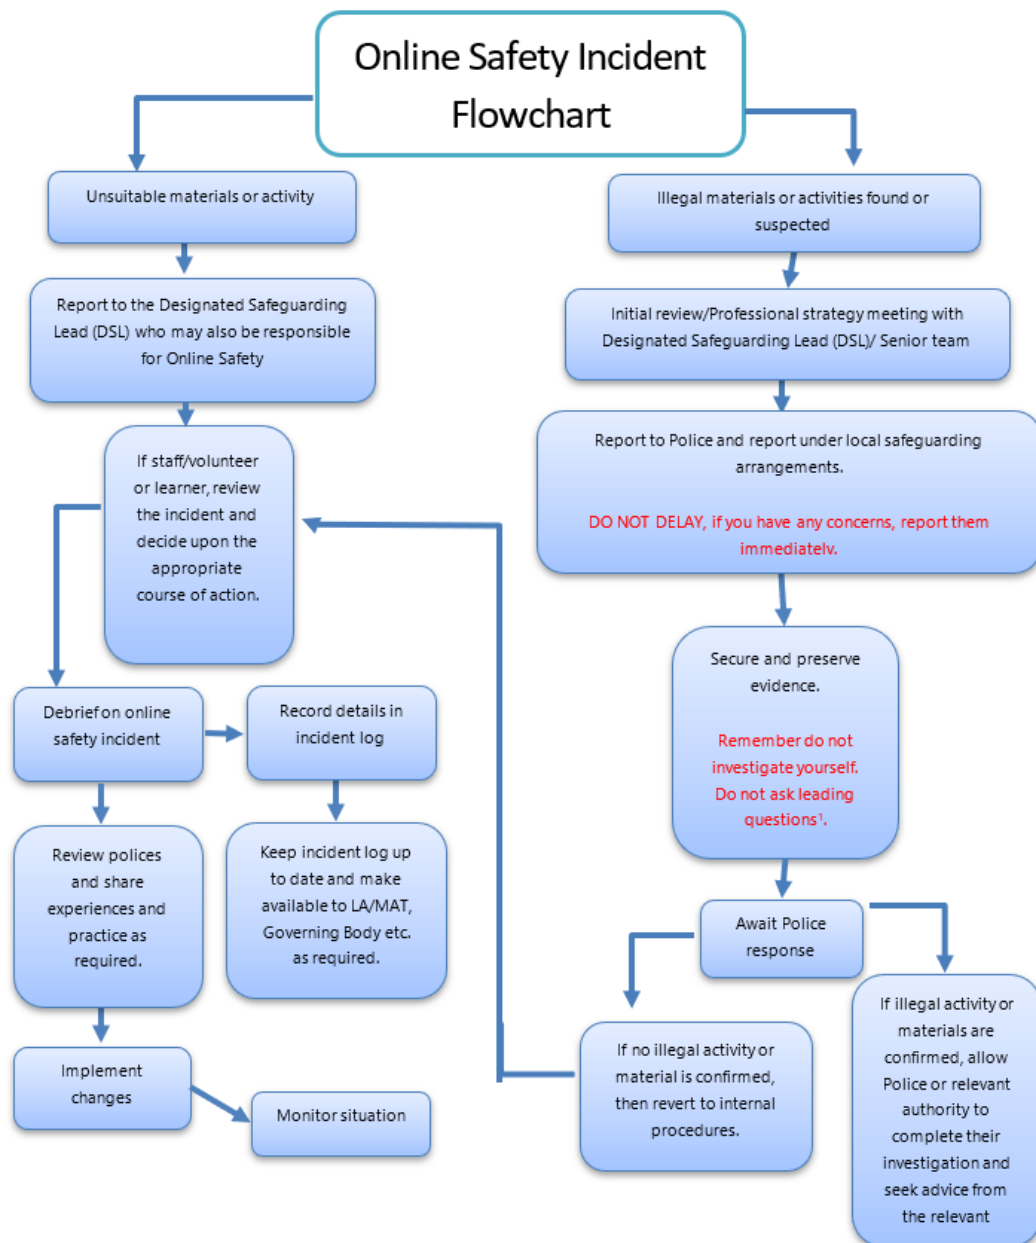 Online Safety Incident
Flowchart
Unsuitable materials or activity
Report to the Designated Safeguarding
Lead (DSL) who may also be responsible
for Online Safety
If staff/volunteer
or learner, review
the incident and
decide upon the
appropriate
course of action.
Debrief on online
safety incident
Record details in
incident log
Review polices
and share
experiences and
practice as
required.
Keep incident log up
to date and make
available to LA/MAT,
Governing Body etc.
as required.
Implement
changes
Monitor situation
Illegal materials or activities found or
suspected
Initial review/Professional strategy meeting with
Designated Safeguarding Lead (DSL)/ Senior team
Report to Police and report under local safeguarding
arrangements.
DO NOT DELAY, if you have any concerns, report them
immediately.
Secure and preserve
evidence.
Remember do not
investigate yourself.
Do not ask leading
questions¹.
Await Police
response
If no illegal activity or
material is confirmed,
then revert to internal
procedures.
If illegal activity or
materials are
confirmed, allow
Police or relevant
authority to
complete their
investigation and
seek advice from
the relevant